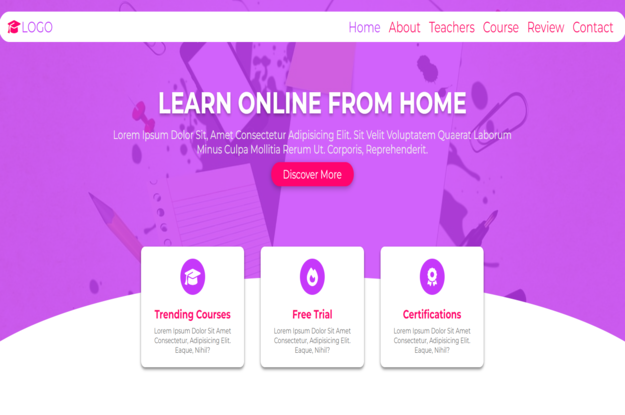 LOGO
Home About Teachers Course Review Contact
LEARN ONLINE FROM HOME
Lorem Ipsum Dolor Sit, Amet Consectetur Adipisicing Elit. Sit Velit Voluptatem Quaerat Laborum
Minus Culpa Mollitia Rerum Ut. Corporis, Reprehenderit.
Discover More
Trending Courses
Lorem Ipsum Dolor Sit Amet
Consectetur, Adipisicing Elit.
Eaque, Nihil?
Free Trial
Lorem Ipsum Dolor Sit Amet
Consectetur, Adipisicing Elit.
Eaque, Nihil?
Certifications
Lorem Ipsum Dolor Sit Amet
Consectetur, Adipisicing Elit.
Eaque, Nihil?